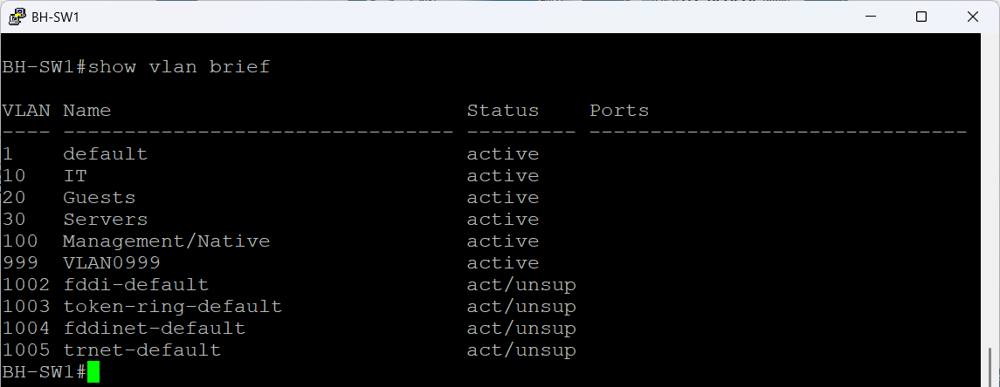 BH-SW1
BH-SW1#show vlan brief
VLAN Name                             Status    Ports
---- -------------------------------- --------- -------------------------------
1    default                          active
10   IT                               active
20   Guests                           active
30   Servers                          active
100  Management/Native                active
999  VLAN0999                         active
1002 fddi-default                     act/unsup
1003 token-ring-default               act/unsup
1004 fddinet-default                  act/unsup
1005 trnet-default                    act/unsup
BH-SW1#